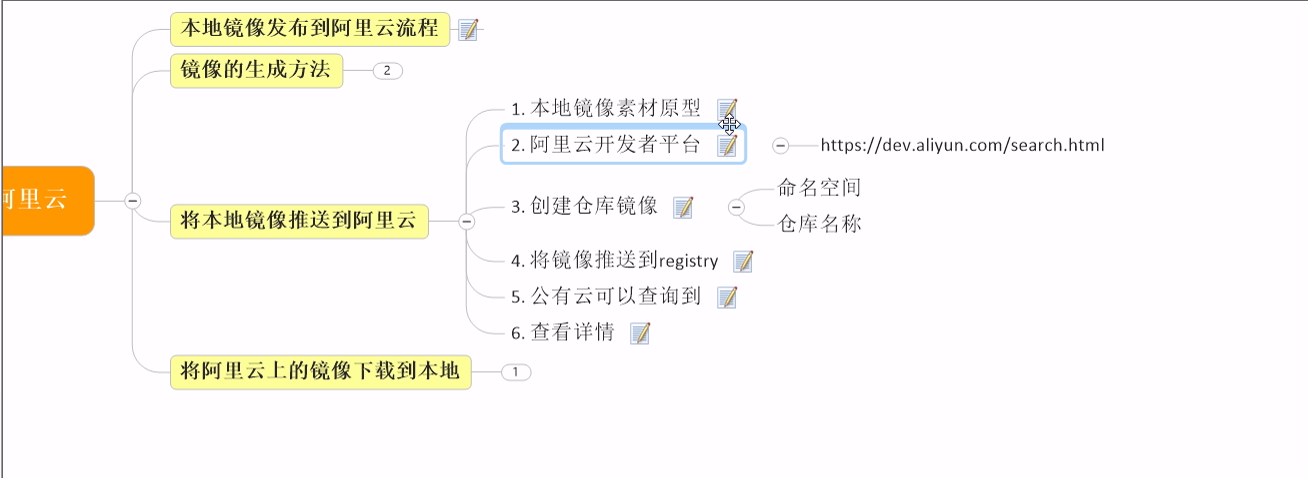 本地镜像发布到阿里云流程
镜像的生成方法
2
1. 本地镜像素材原型
2. 阿里云开发者平台
https://dev.aliyun.com/search.html
阿里云
将本地镜像推送到阿里云
3. 创建仓库镜像
命名空间
仓库名称
4. 将镜像推送到registry
5. 公有云可以查询到
6. 查看详情
将阿里云上的镜像下载到本地
1